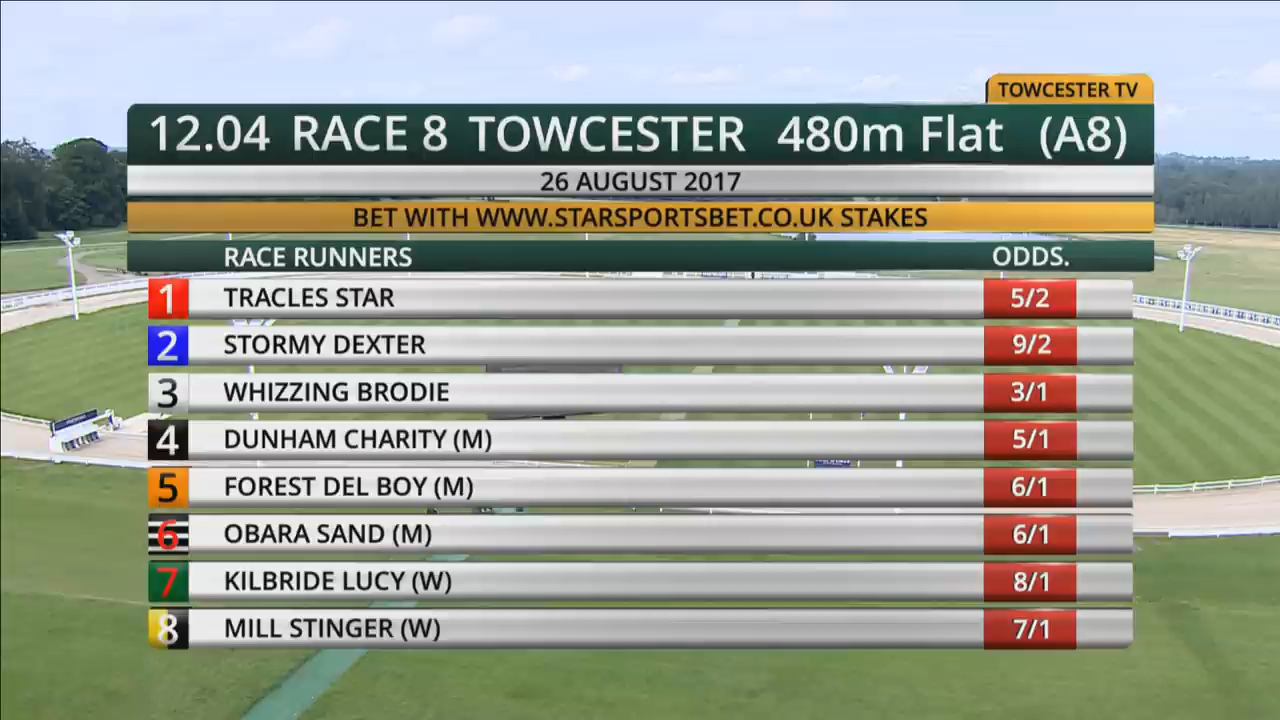 TOWCESTER TV
12.04 RACE 8 TOWCESTER 480m Flat (A8)
26 AUGUST 2017
BET WITH WWW.STARSPORTSBET.CO.UK STAKES
RACE RUNNERS ODDS.
1 TRACLES STAR 5/2
2 STORMY DEXTER 9/2
3 WHIZZING BRODIE 3/1
4 DUNHAM CHARITY (M) 5/1
5 FOREST DEL BOY (M) 6/1
6 OBARA SAND (M) 6/1
7 KILBRIDE LUCY (W) 8/1
8 MILL STINGER (W) 7/1